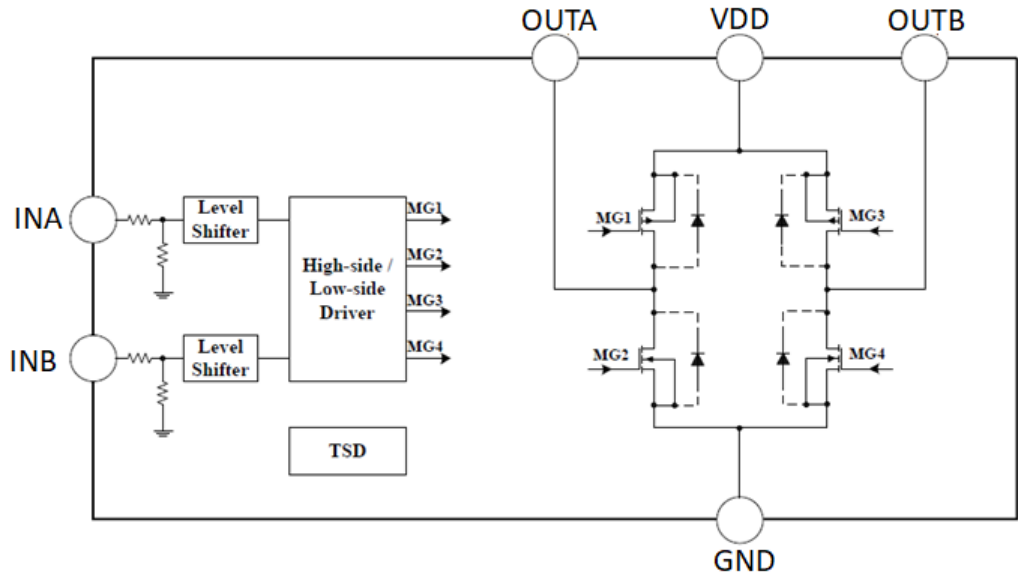 OUTA
VDD
OUTB
INA
Level
Shifter
MG1
MG2
MG3
MG4
High-side /
Low-side
Driver
INB
Level
Shifter
TSD
MG1
MG3
MG2
MG4
GND